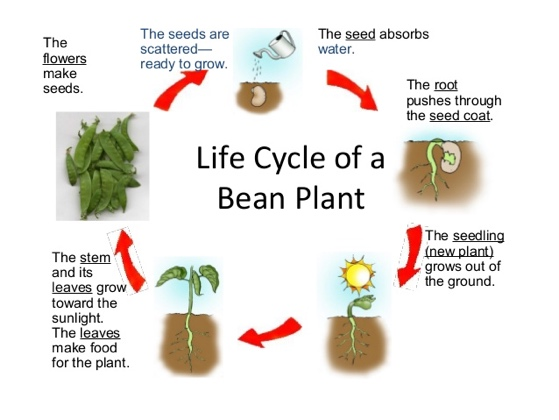 The seeds are
scattered—
ready to grow.
The seed absorbs
water.
The root
pushes through
the seed coat.
The seedling
(new plant)
grows out of
the ground.
The stem
and its
leaves grow
toward the
sunlight.
The leaves
make food
for the plant.
The
flowers
make
seeds.
Life Cycle of a
Bean Plant